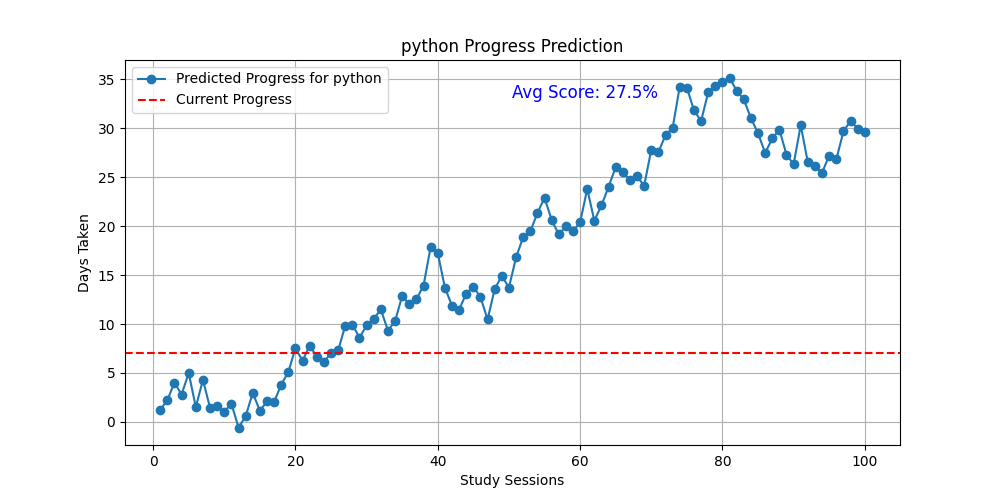 python Progress Prediction
Predicted Progress for python
Current Progress
Avg Score: 27.5%
Days Taken
35
30
25
20
15
10
5
0
0 20 40 60 80 100
Study Sessions